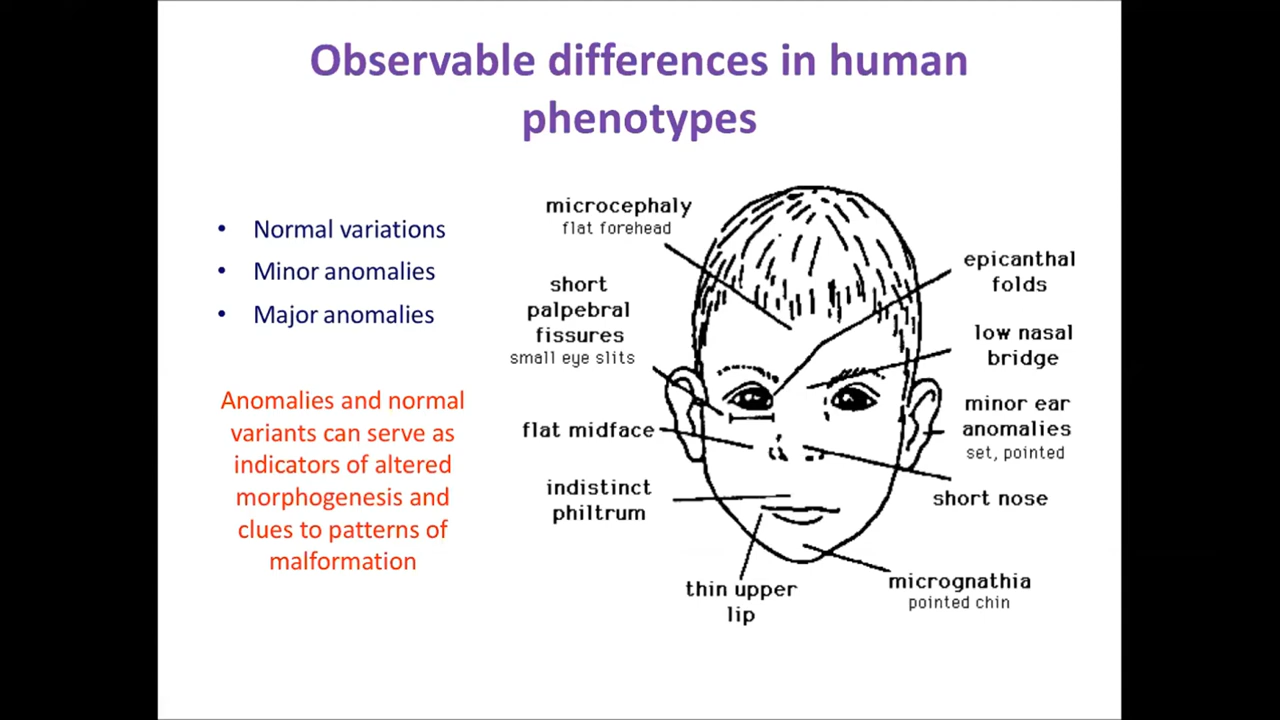 Observable differences in human
phenotypes
• Normal variations
• Minor anomalies
• Major anomalies
Anomalies and normal
variants can serve as
indicators of altered
morphogenesis and
clues to patterns of
malformation
microcephaly
flat forehead
short
palpebral
fissures
small eye slits
flat midface
indistinct
philtrum
thin upper
lip
epicanthal
folds
low nasal
bridge
minor ear
anomalies
set, pointed
short nose
micrognathia
pointed chin